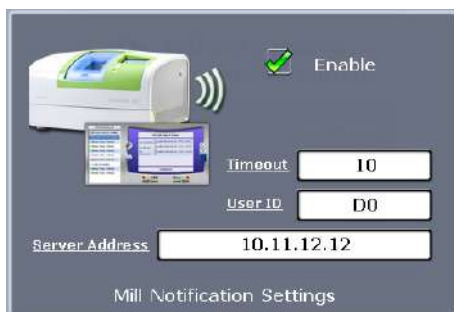 Enable
Timeout 10
User ID D0
Server Address 10.11.12.12
Mill Notification Settings